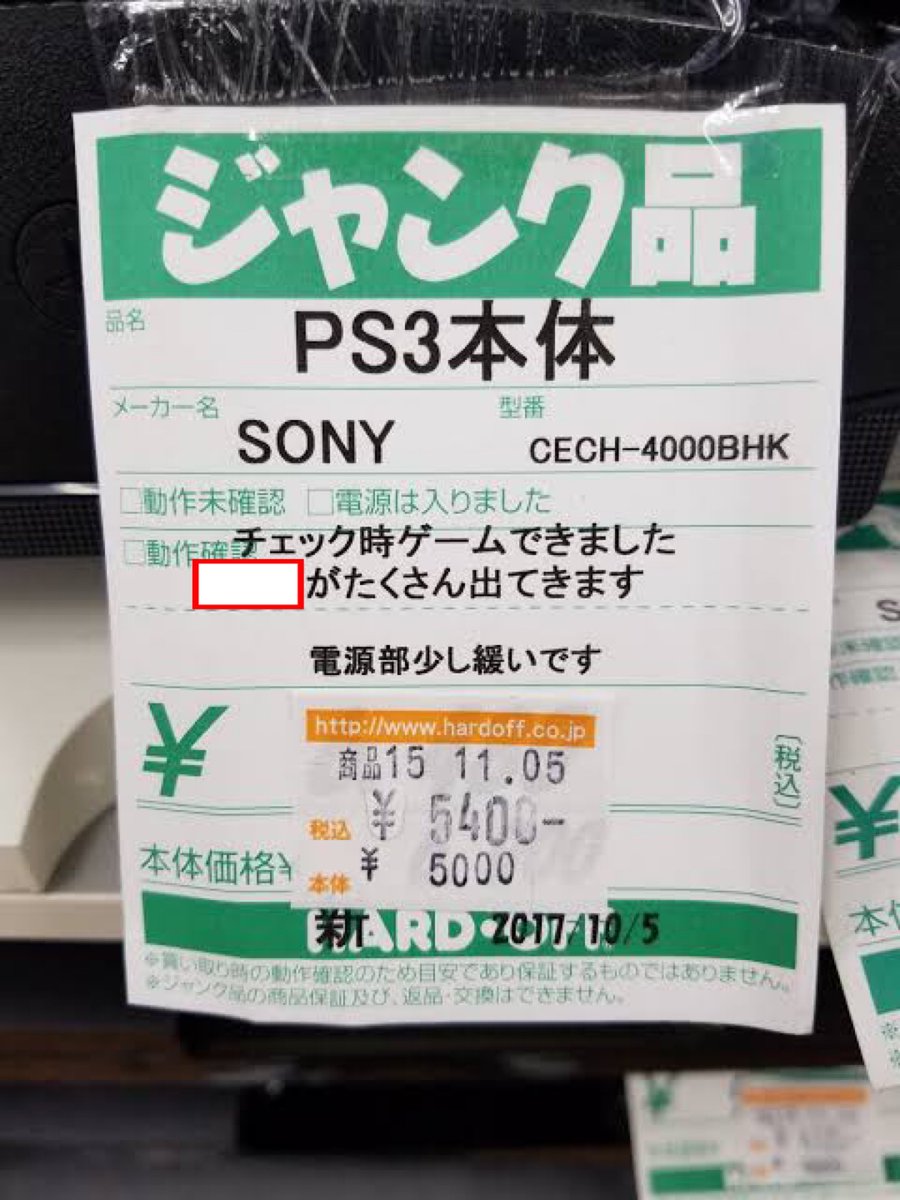 ジャンク品
品名
PS3本体
メーカー名
SONY
型番
CECH-4000BHK
□動作未確認 □電源は入りました
□動作確認
チェック時ゲームできました
がたくさん出てきます
電源部少し緩いです
http://www.hardoff.co.jp
商品15 11.05
¥
税込 ¥ 5400-
〔税込〕
本体価格¥
本体 ¥ 5000
新 2017/10/5
※買い取り時の動作確認のため目安であり保証するものではありません。
※ジャンク品の商品保証及び、返品・交換はできません。